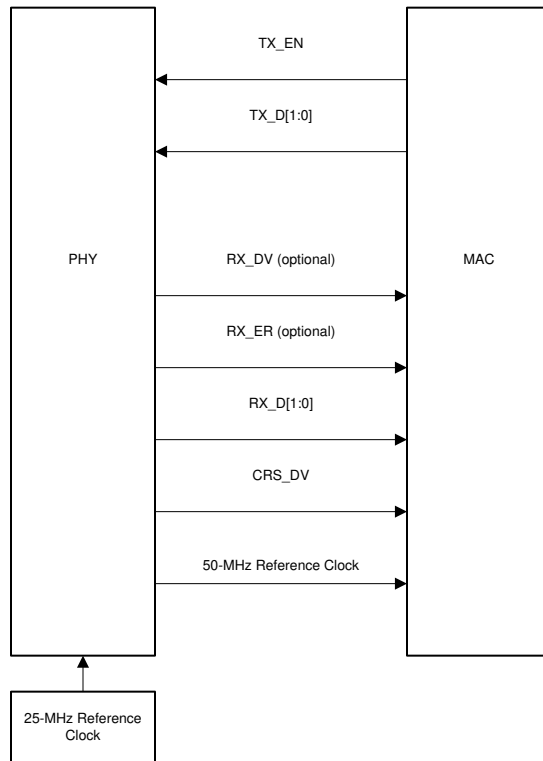 TX_EN
TX_D[1:0]
PHY
RX_DV (optional)
MAC
RX_ER (optional)
RX_D[1:0]
CRS_DV
50-MHz Reference Clock
25-MHz Reference
Clock